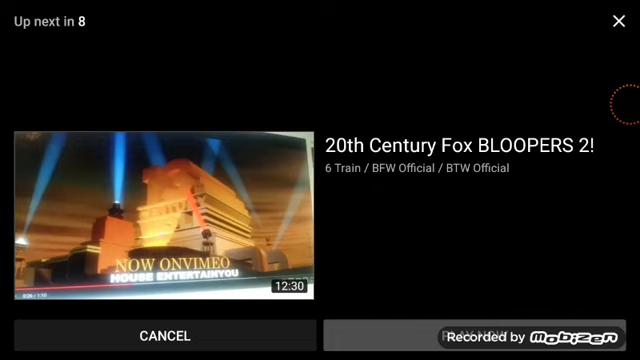 Up next in 8
20th Century Fox BLOOPERS 2!
6 Train / BFW Official / BTW Official
NOW ONVIMEO
HOUSE ENTERTAINYOU
12:30
CANCEL
Recorded by MOBIZEN